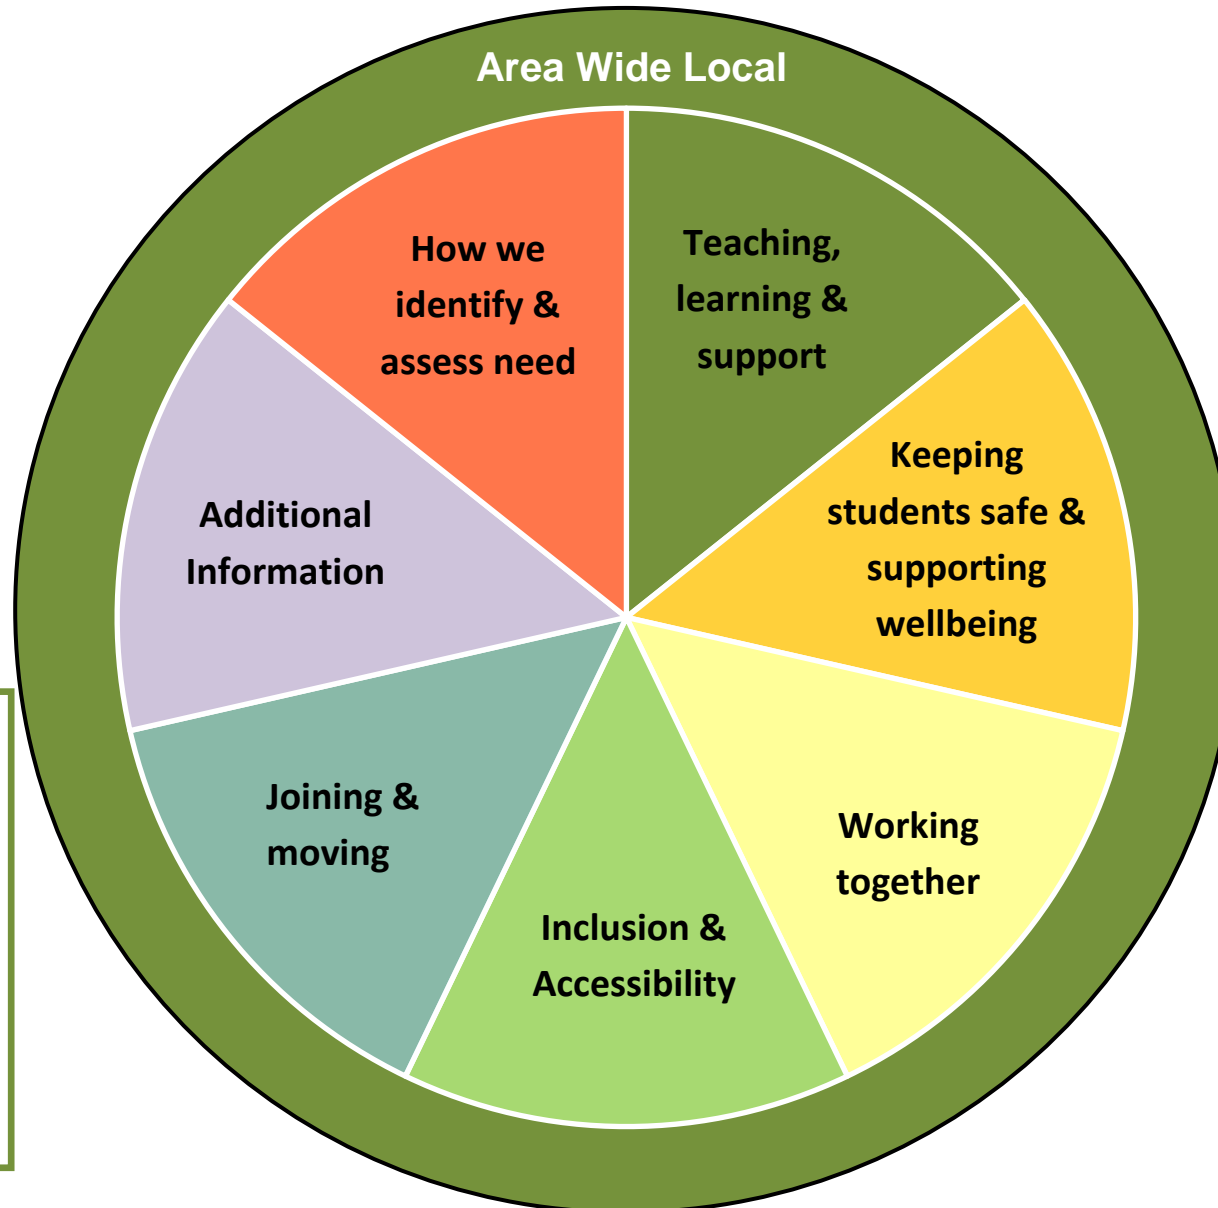 Area Wide Local
How we
identify &
assess need
Teaching,
learning &
support
Keeping
students safe &
supporting
wellbeing
Additional
Information
Joining &
moving
Working
together
Inclusion &
Accessibility